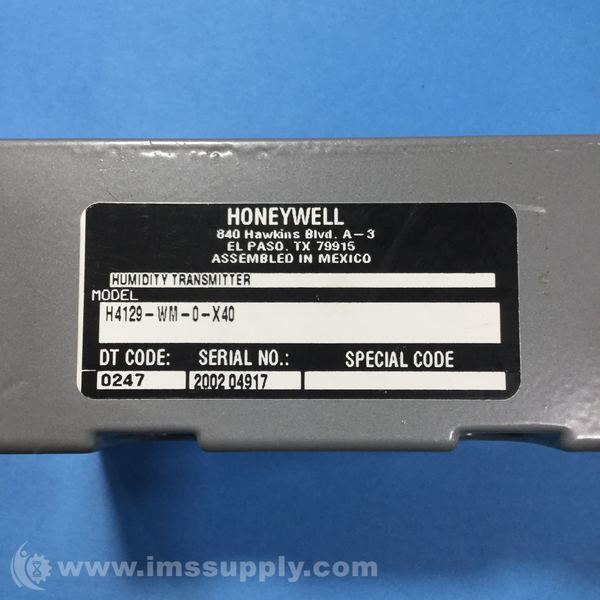 HONEYWELL
840 Hawkins Blvd. A-3
EL PASO. TX 79915
ASSEMBLED IN MEXICO
HUMIDITY TRANSMITTER
MODEL
H4129-WM-0-X40
DT CODE: SERIAL NO.: SPECIAL CODE
0247 2002 04917
www.imssupply.com